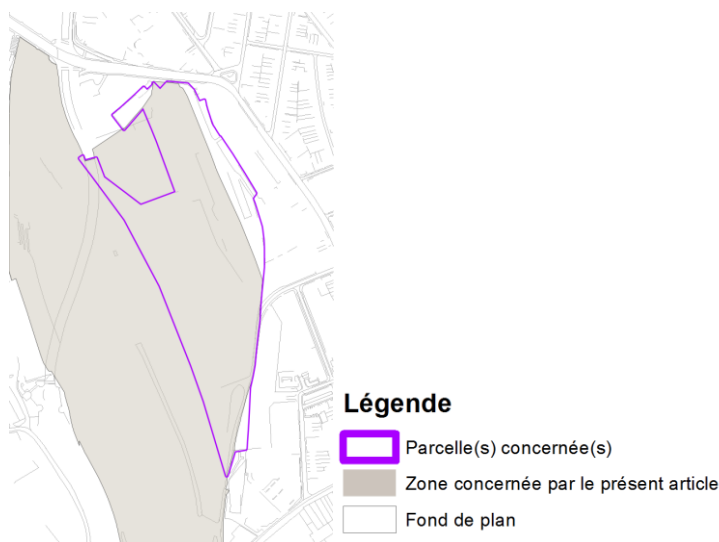 Légende
Parcelle(s) concernée(s)
Zone concernée par le présent article
Fond de plan